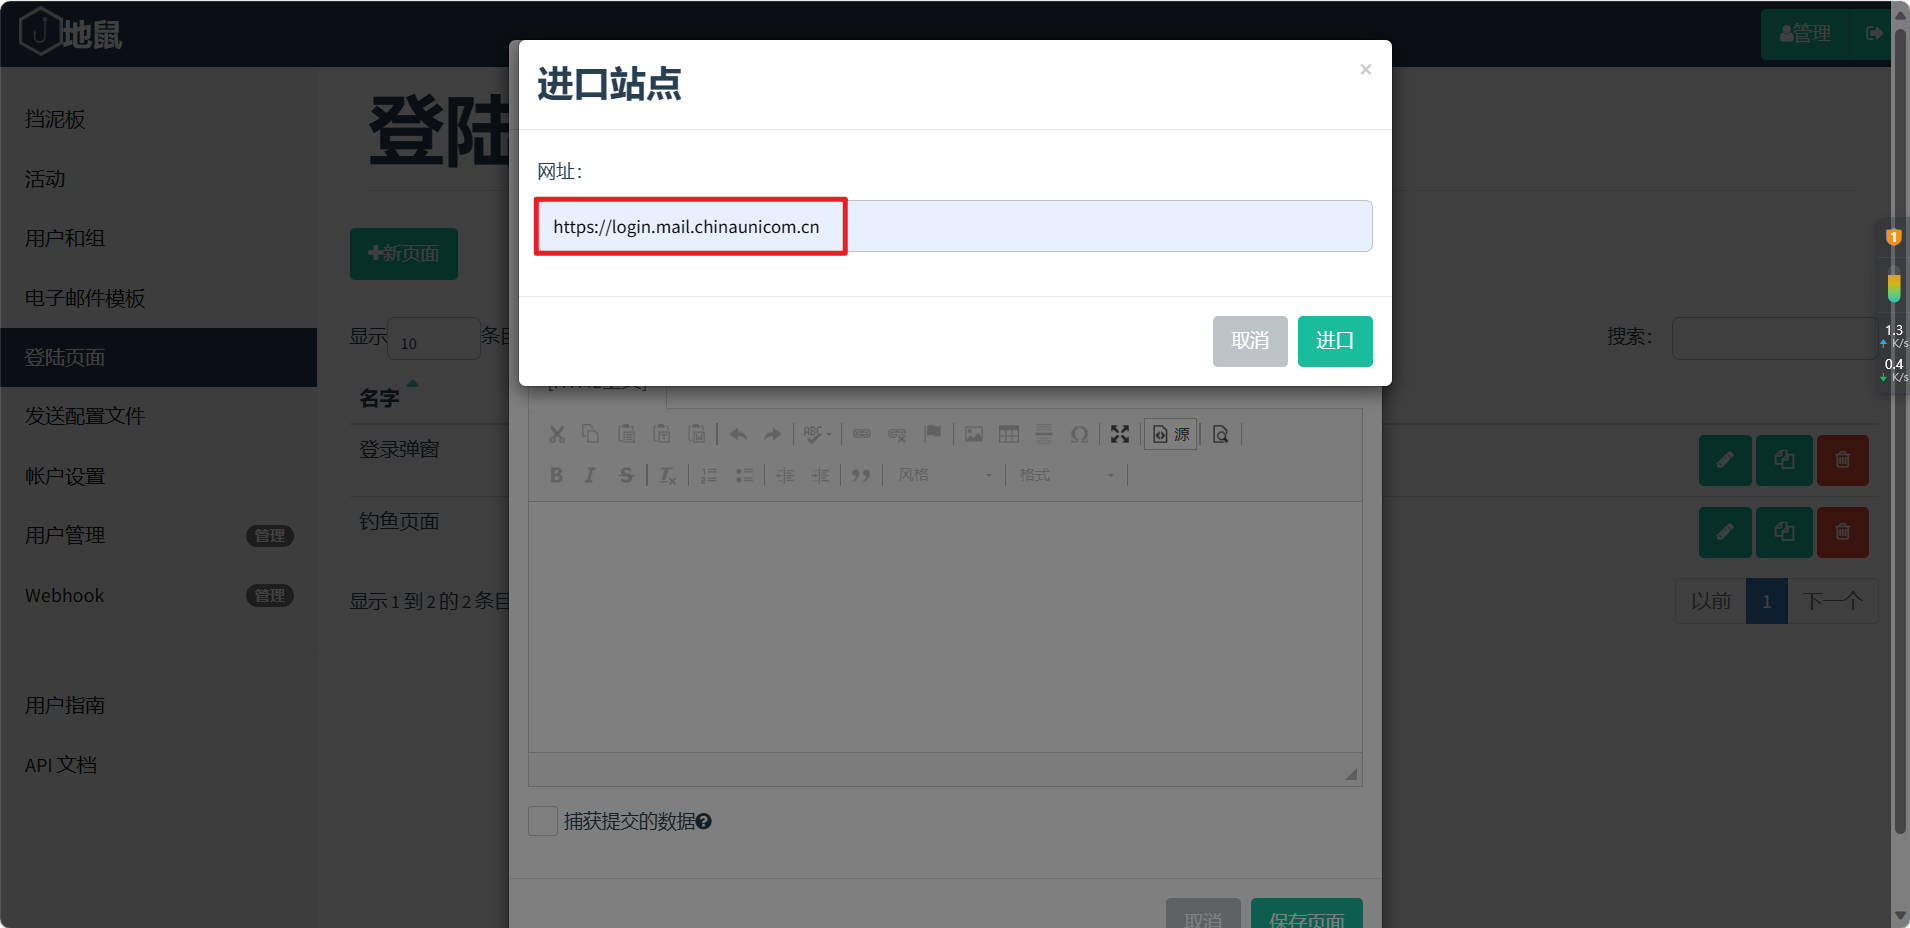 地鼠
管理
挡泥板
活动
用户和组
电子邮件模板
登陆页面
发送配置文件
帐户设置
用户管理 管理
Webhook 管理
用户指南
API 文档
登陆
新页面
显示 10 条目
搜索：
名字
登录弹窗
钓鱼页面
显示 1 到 2 的 2 条目
以前 1 下一个
进口站点
×
网址：
https://login.mail.chinaunicom.cn
取消 进口
ABC
源
B I S
风格 格式
捕获提交的数据
取消 保存页面
1
1.3
K/s
0.4
K/s